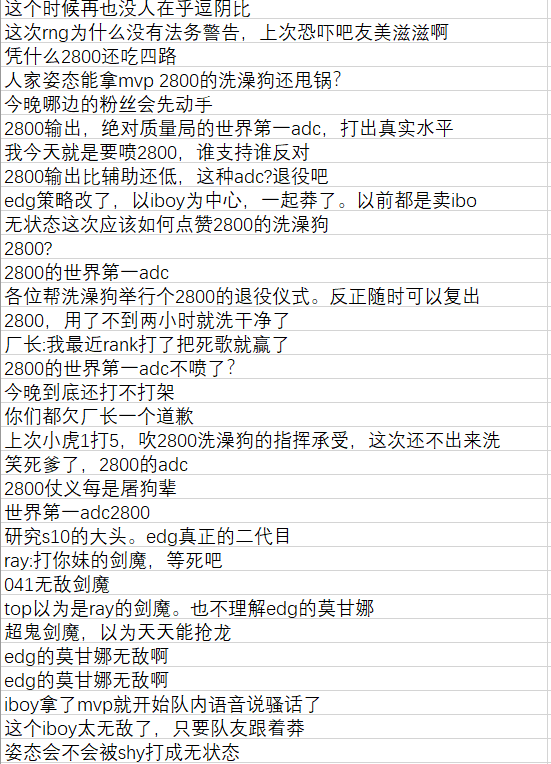 这个时候再也没人在乎逗阴比
这次rng为什么没有法务警告，上次恐吓吧友美滋滋啊
凭什么2800还吃四路
人家姿态能拿mvp 2800的洗澡狗还甩锅?
今晚哪边的粉丝会先动手
2800输出，绝对质量局的世界第一adc，打出真实水平
我今天就是要喷2800，谁支持谁反对
2800输出比辅助还低，这种adc?退役吧
edg策略改了，以iboy为中心，一起莽了。以前都是卖ibo
无状态这次应该如何点赞2800的洗澡狗
2800?
2800的世界第一adc
各位帮洗澡狗举行个2800的退役仪式。反正随时可以复出
2800，用了不到两小时就洗干净了
厂长:我最近rank打了把死歌就赢了
2800的世界第一adc不喷了?
今晚到底还打不打架
你们都欠厂长一个道歉
上次小虎1打5，吹2800洗澡狗的指挥承受，这次还不出来洗
笑死爹了，2800的adc
2800仗义每是屠狗辈
世界第一adc2800
研究s10的大头。edg真正的二代目
ray:打你妹的剑魔，等死吧
041无敌剑魔
top以为是ray的剑魔。也不理解edg的莫甘娜
超鬼剑魔，以为天天能抢龙
edg的莫甘娜无敌啊
edg的莫甘娜无敌啊
iboy拿了mvp就开始队内语音说骚话了
这个iboy太无敌了，只要队友跟着莽
姿态会不会被shy打成无状态